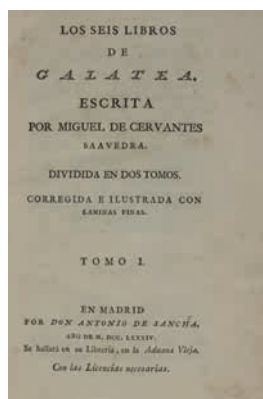 LOS SEIS LIBROS
DE
GALATEA.
ESCRITA
POR MIGUEL DE CERVANTES
SAAVEDRA.
DIVIDIDA EN DOS TOMOS.
CORREGIDA E ILUSTRADA CON
LAMINAS FINAS.
TOMO I.
EN MADRID
POR DON ANTONIO DE SANCHA.
AÑO DE M. DCC. LXXXIV.
Se hallará en su Librería, en la Aduana Vieja.
Con las Licencias necesarias.